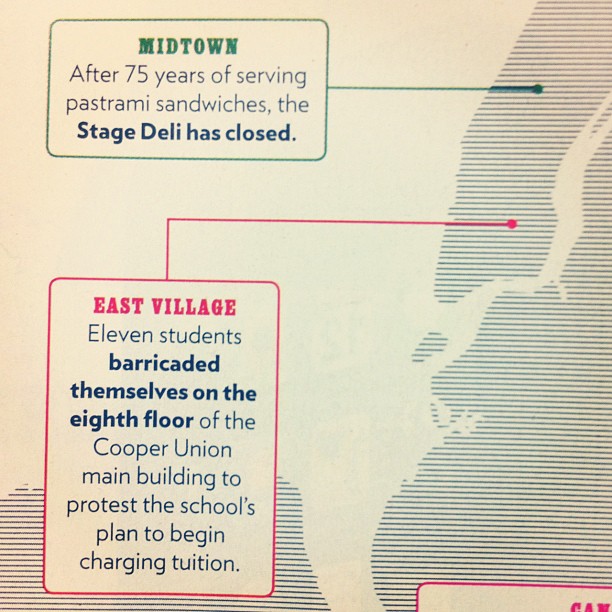 MIDTOWN
After 75 years of serving
pastrami sandwiches, the
Stage Deli has closed.
EAST VILLAGE
Eleven students
barricaded
themselves on the
eighth floor of the
Cooper Union
main building to
protest the school's
plan to begin
charging tuition.